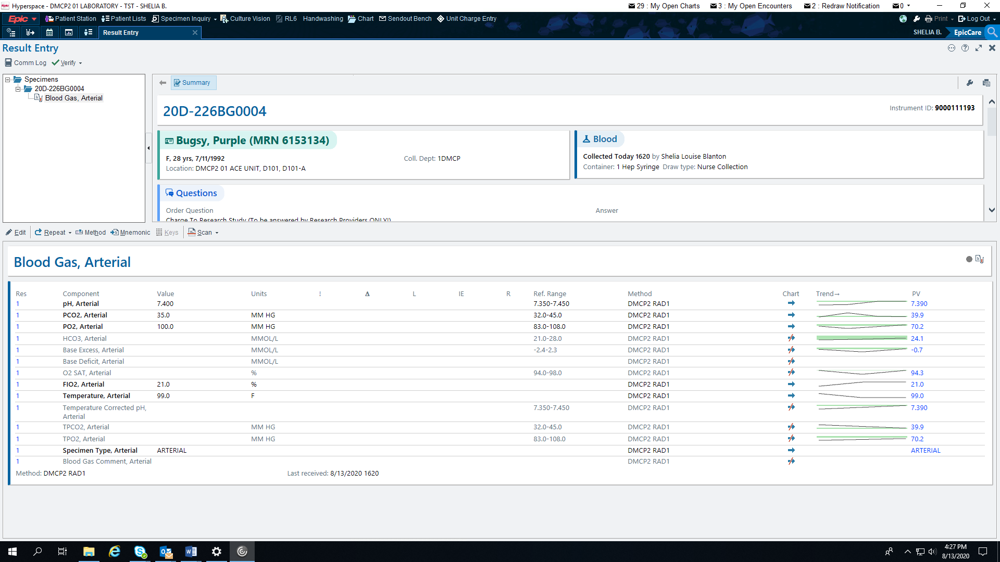 Hyperspace - DMCP2 01 LABORATORY - TST - SHELIA B. 29 : My Open Charts 3 : My Open Encounters 2 : Redraw Notification 0
Epic Patient Station Patient Lists Specimen Inquiry Culture Vision RL6 Handwashing Chart Sendout Bench Unit Charge Entry Print Log Out
Result Entry SHELIA B. EpicCare
Result Entry
Comm Log Verify
Specimens
20D-226BG0004
Blood Gas, Arterial
Summary
20D-226BG0004 Instrument ID: 9000111193
Bugsy, Purple (MRN 6153134)
F, 28 yrs, 7/11/1992 Coll. Dept: 1DMCP
Location: DMCP2 01 ACE UNIT, D101, D101-A
Blood
Collected Today 1620 by Shelia Louise Blanton
Container: 1 Hep Syringe Draw type: Nurse Collection
Questions
Order Question Answer
Charge To Research Study (To be answered by Research Providers ONLY!)
Edit Repeat Method Mnemonic Keys Scan
Blood Gas, Arterial
Res Component Value Units ! Δ L IE R Ref. Range Method Chart Trend→ PV
1 pH, Arterial 7.400 7.350-7.450 DMCP2 RAD1 7.390
1 PCO2, Arterial 35.0 MM HG 32.0-45.0 DMCP2 RAD1 39.9
1 PO2, Arterial 100.0 MM HG 83.0-108.0 DMCP2 RAD1 70.2
1 HCO3, Arterial MMOL/L 21.0-28.0 DMCP2 RAD1 24.1
1 Base Excess, Arterial MMOL/L -2.4-2.3 DMCP2 RAD1 -0.7
1 Base Deficit, Arterial MMOL/L DMCP2 RAD1
1 O2 SAT, Arterial % 94.0-98.0 DMCP2 RAD1 94.3
1 FIO2, Arterial 21.0 % DMCP2 RAD1 21.0
1 Temperature, Arterial 99.0 F DMCP2 RAD1 99.0
1 Temperature Corrected pH, 7.350-7.450 DMCP2 RAD1 7.390
Arterial
1 TPCO2, Arterial MM HG 32.0-45.0 DMCP2 RAD1 39.9
1 TPO2, Arterial MM HG 83.0-108.0 DMCP2 RAD1 70.2
1 Specimen Type, Arterial ARTERIAL DMCP2 RAD1 ARTERIAL
1 Blood Gas Comment, Arterial DMCP2 RAD1
Method: DMCP2 RAD1 Last received: 8/13/2020 1620
4:27 PM
8/13/2020